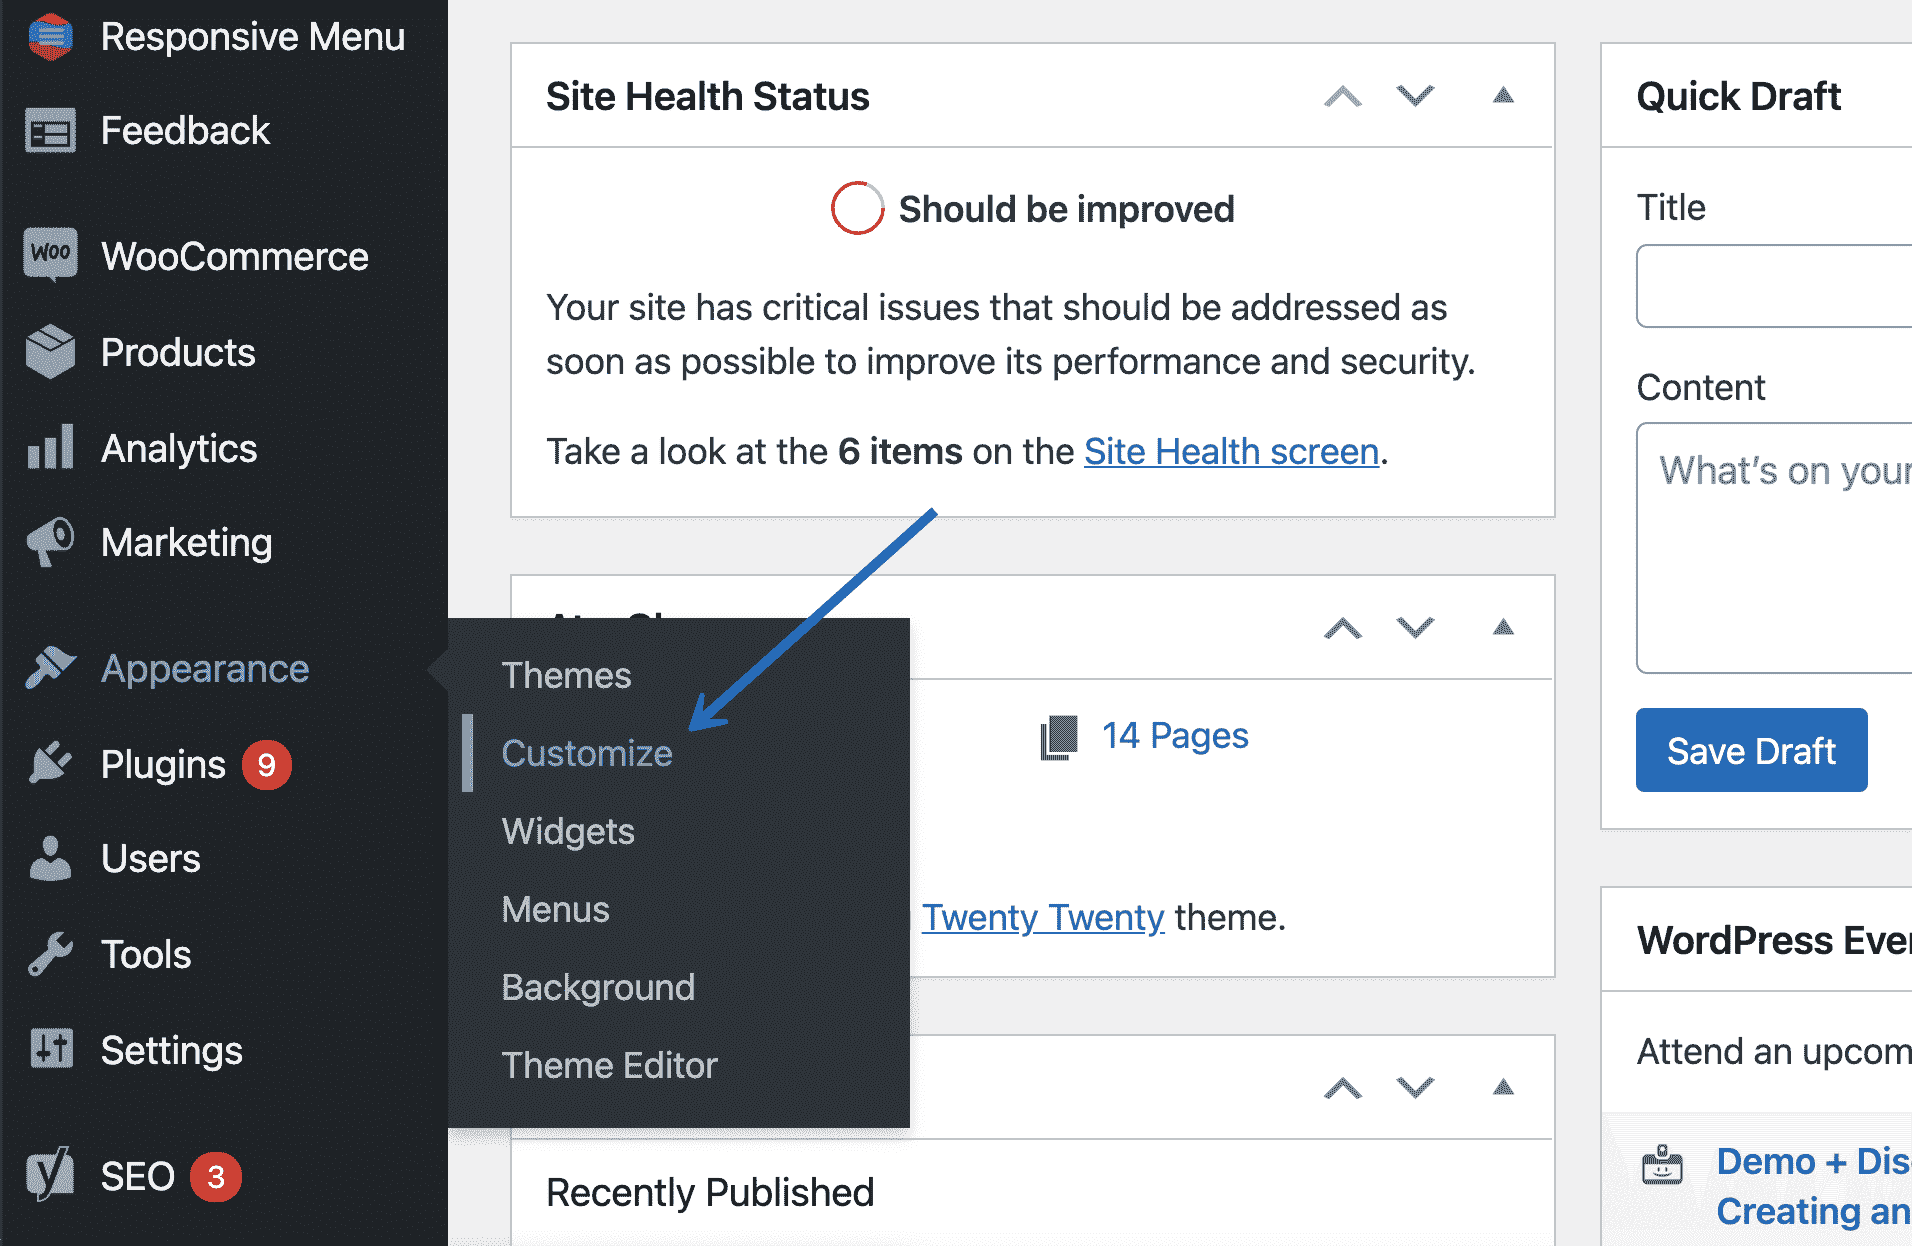 Responsive Menu
Feedback
WOO WooCommerce
Products
Analytics
Marketing
Appearance
Plugins 9
Users
Tools
Settings
SEO 3
Themes
Customize
Widgets
Menus
Background
Theme Editor
Site Health Status
Should be improved
Your site has critical issues that should be addressed as
soon as possible to improve its performance and security.
Take a look at the 6 items on the Site Health screen.
14 Pages
Twenty Twenty theme.
Recently Published
Quick Draft
Title
Content
What's on your
Save Draft
WordPress Even
Attend an upcom
Demo + Dis
Creating an